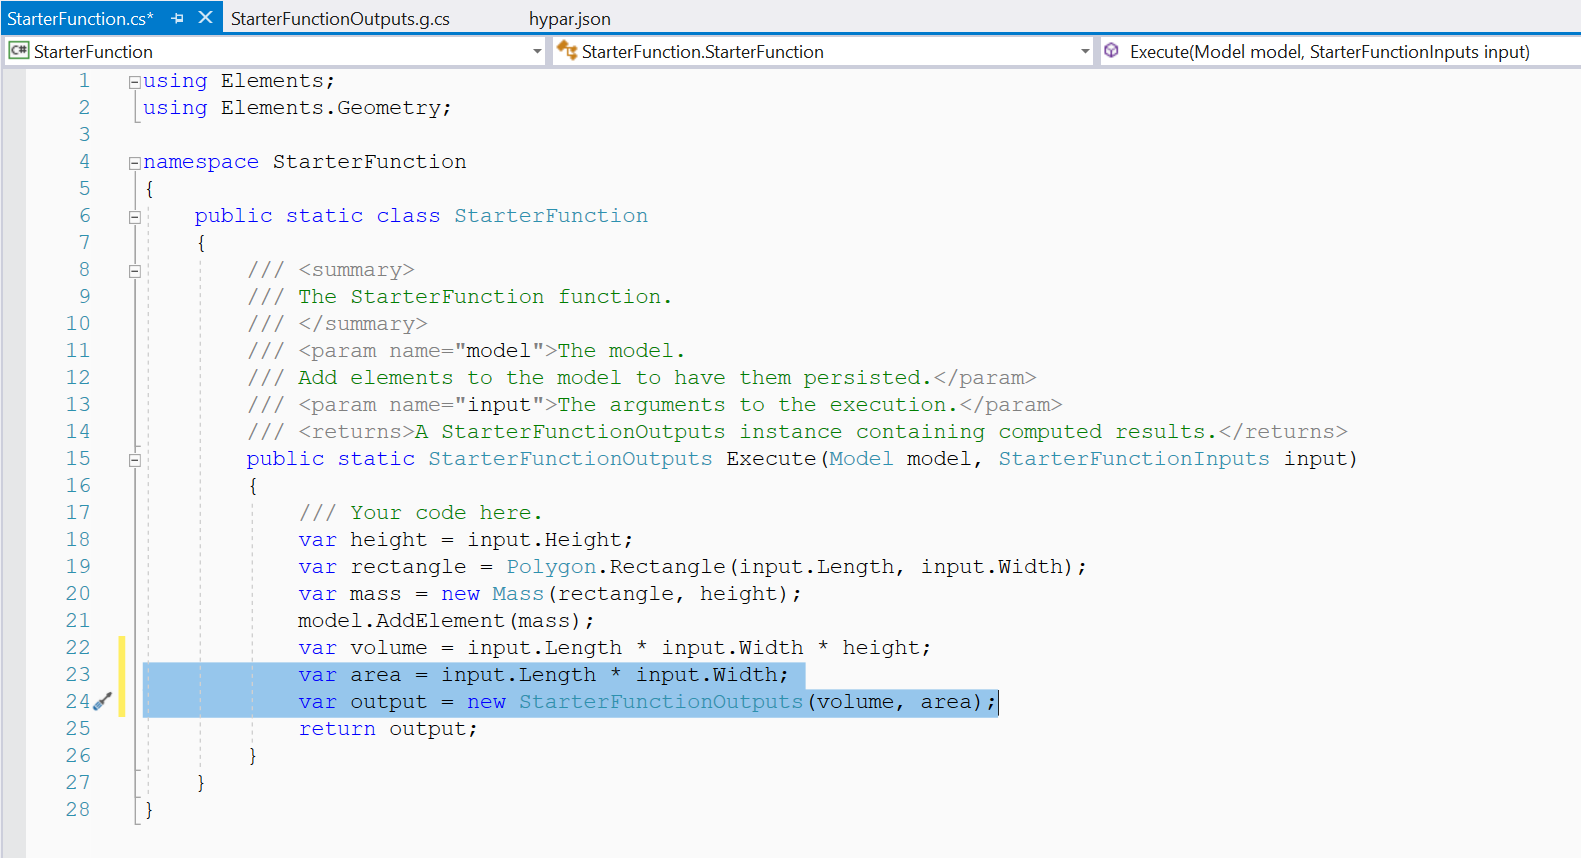 StarterFunction.cs* StarterFunctionOutputs.g.cs hypar.json
C# StarterFunction StarterFunction.StarterFunction Execute(Model model, StarterFunctionInputs input)
1 using Elements;
2 using Elements.Geometry;
3
4 namespace StarterFunction
5 {
6 public static class StarterFunction
7 {
8 /// <summary>
9 /// The StarterFunction function.
10 /// </summary>
11 /// <param name="model">The model.
12 /// Add elements to the model to have them persisted.</param>
13 /// <param name="input">The arguments to the execution.</param>
14 /// <returns>A StarterFunctionOutputs instance containing computed results.</returns>
15 public static StarterFunctionOutputs Execute(Model model, StarterFunctionInputs input)
16 {
17 /// Your code here.
18 var height = input.Height;
19 var rectangle = Polygon.Rectangle(input.Length, input.Width);
20 var mass = new Mass(rectangle, height);
21 model.AddElement(mass);
22 var volume = input.Length * input.Width * height;
23 var area = input.Length * input.Width;
24 var output = new StarterFunctionOutputs(volume, area);
25 return output;
26 }
27 }
28 }